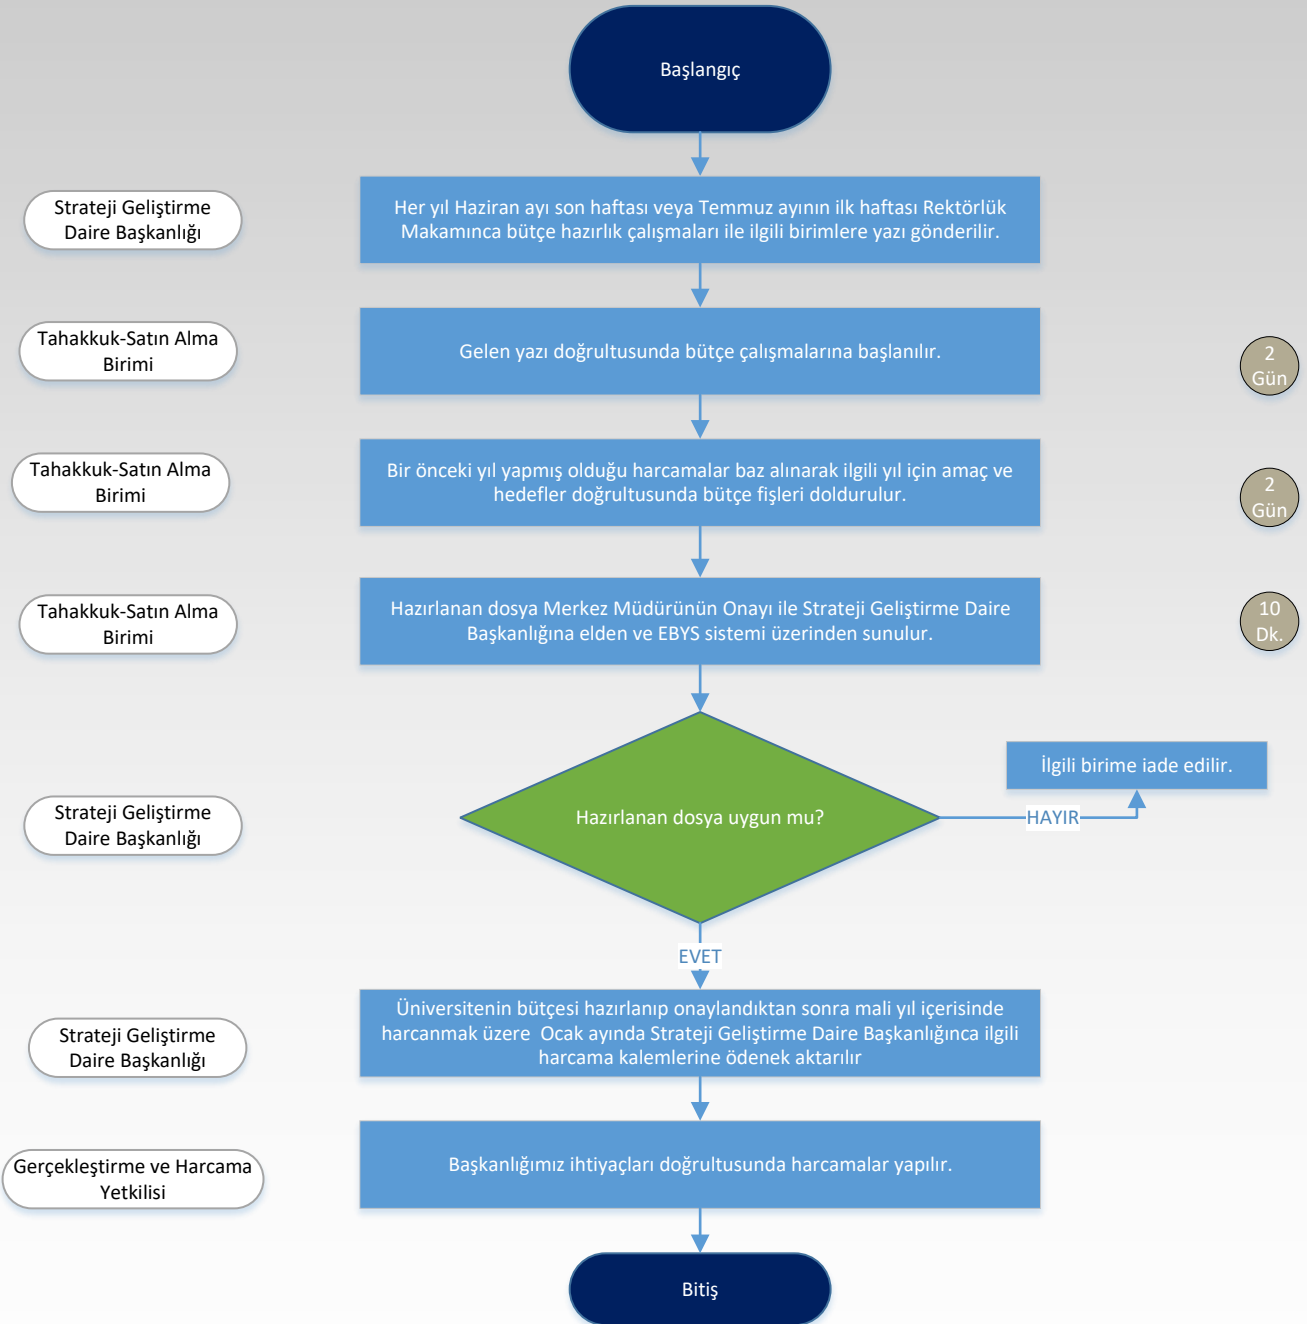 Başlangıç
Strateji Geliştirme
Daire Başkanlığı
Her yıl Haziran ayı son haftası veya Temmuz ayının ilk haftası Rektörlük
Makamınca bütçe hazırlık çalışmaları ile ilgili birimlere yazı gönderilir.
Tahakkuk-Satın Alma
Birimi
Gelen yazı doğrultusunda bütçe çalışmalarına başlanılır.
2
Gün
Tahakkuk-Satın Alma
Birimi
Bir önceki yıl yapmış olduğu harcamalar baz alınarak ilgili yıl için amaç ve
hedefler doğrultusunda bütçe fişleri doldurulur.
2
Gün
Tahakkuk-Satın Alma
Birimi
Hazırlanan dosya Merkez Müdürünün Onayı ile Strateji Geliştirme Daire
Başkanlığına elden ve EBYS sistemi üzerinden sunulur.
10
Dk.
Strateji Geliştirme
Daire Başkanlığı
Hazırlanan dosya uygun mu?
HAYIR
İlgili birime iade edilir.
EVET
Strateji Geliştirme
Daire Başkanlığı
Üniversitenin bütçesi hazırlanıp onaylandıktan sonra mali yıl içerisinde
harcanmak üzere  Ocak ayında Strateji Geliştirme Daire Başkanlığınca ilgili
harcama kalemlerine ödenek aktarılır
Gerçekleştirme ve Harcama
Yetkilisi
Başkanlığımız ihtiyaçları doğrultusunda harcamalar yapılır.
Bitiş